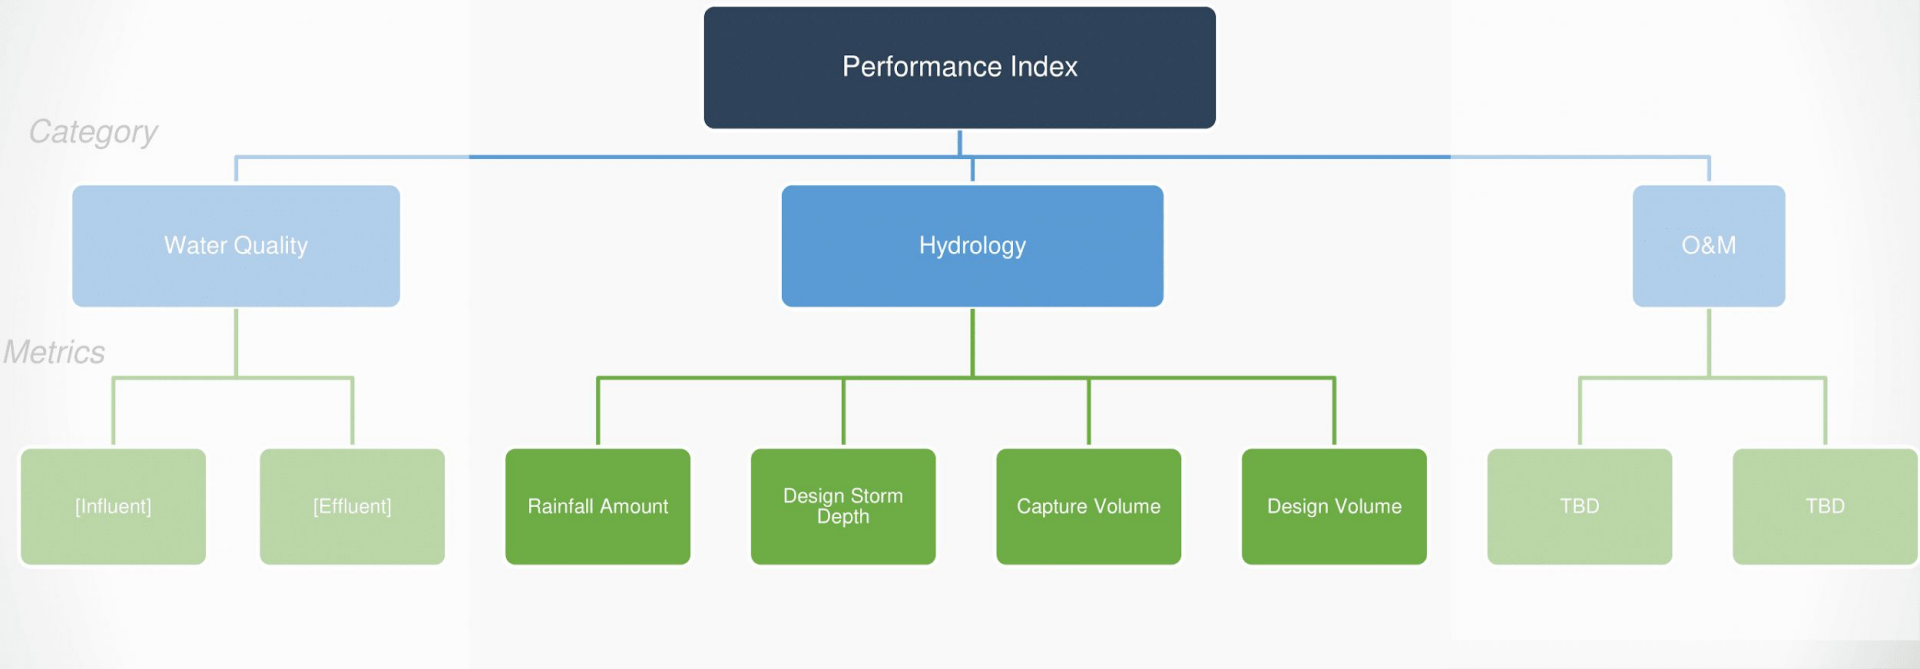 Performance Index
Category
Water Quality
Hydrology
O&M
Metrics
[Influent]
[Effluent]
Rainfall Amount
Design Storm
Depth
Capture Volume
Design Volume
TBD
TBD